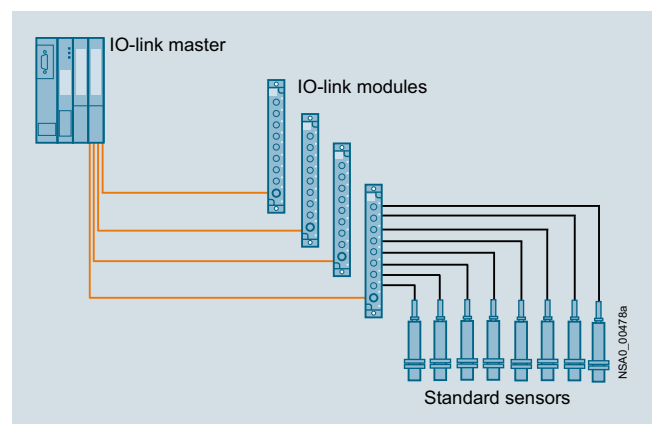 IO-link master
IO-link modules
NSA0_00478a
Standard sensors